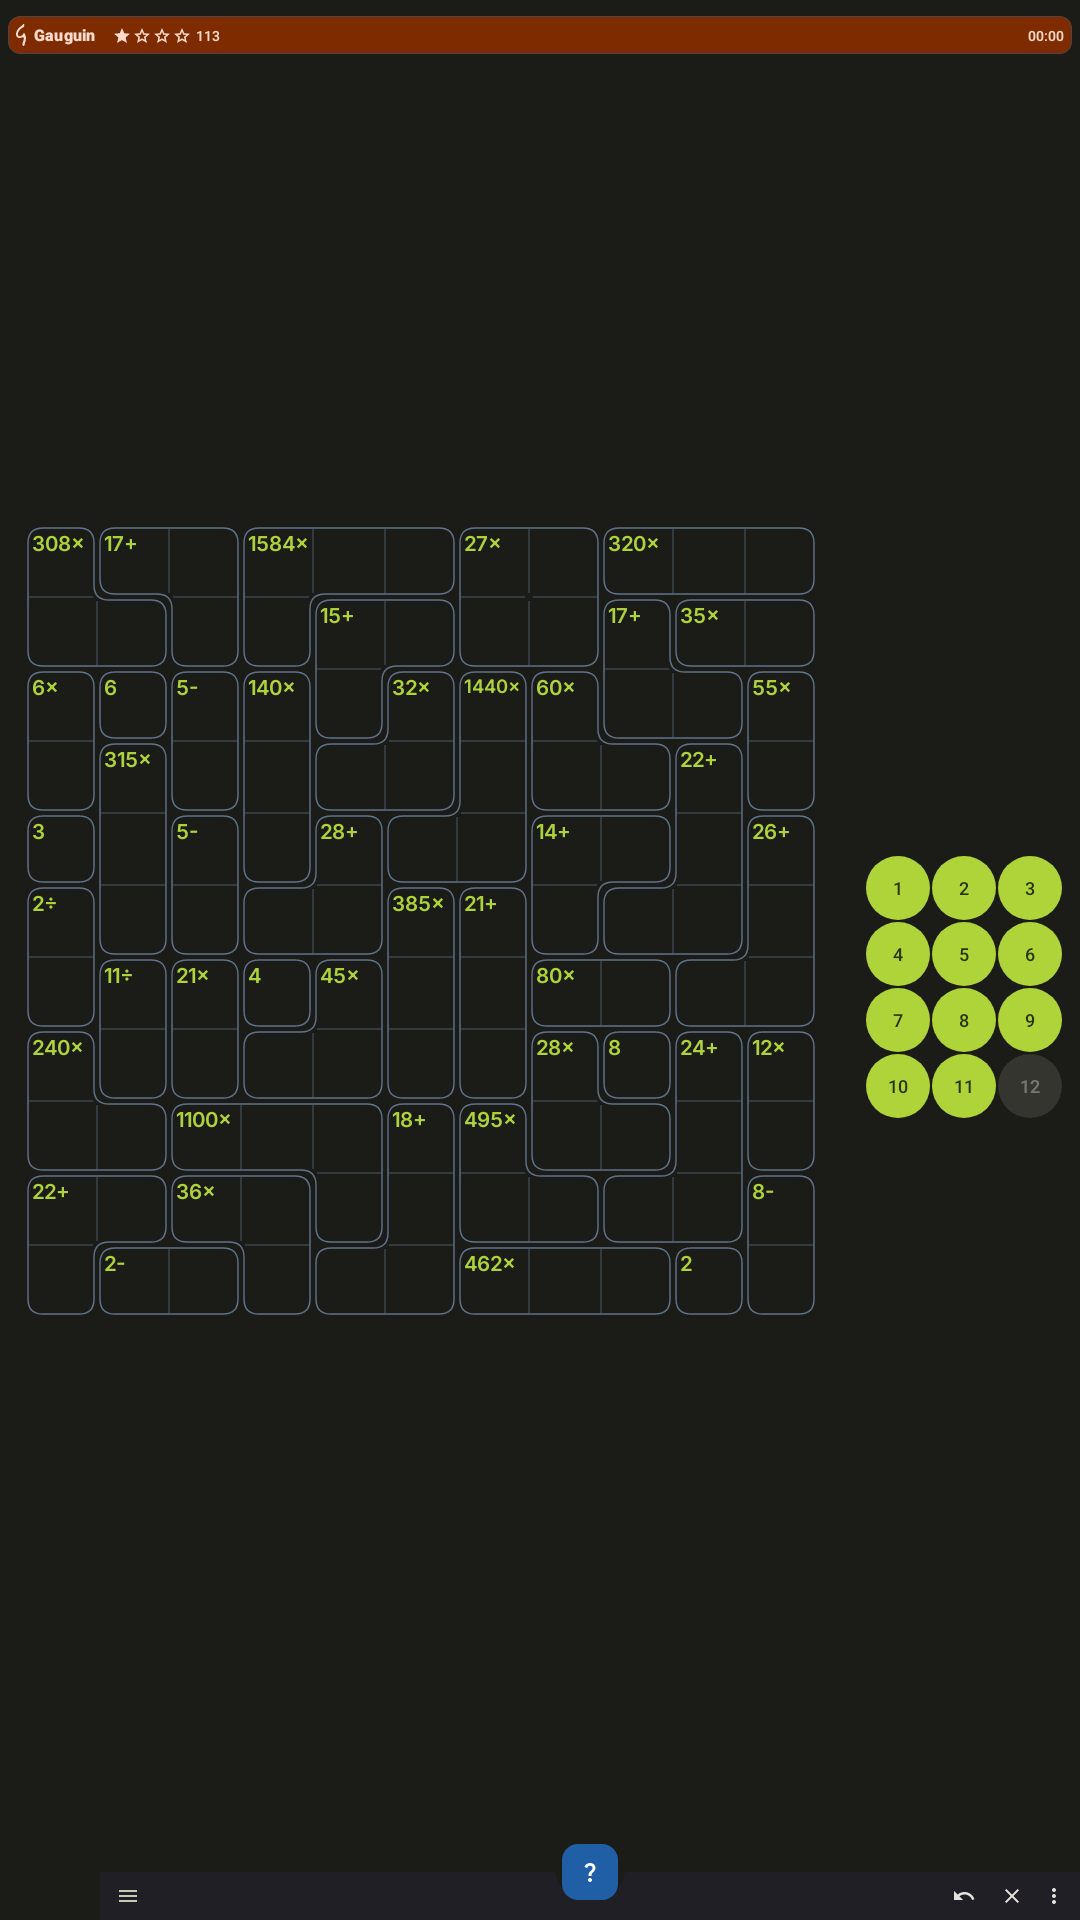 Gauguin 113 00:00
308× 17+ 1584× 27× 320×
15+ 17+ 35×
6× 6 5- 140× 32× 1440× 60× 55×
315× 22+
3 5- 28+ 14+ 26+
2÷ 385× 21+
11÷ 21× 4 45× 80×
240× 28× 8 24+ 12×
1100× 18+ 495×
22+ 36× 8-
2- 462× 2
1 2 3
4 5 6
7 8 9
10 11 12
?